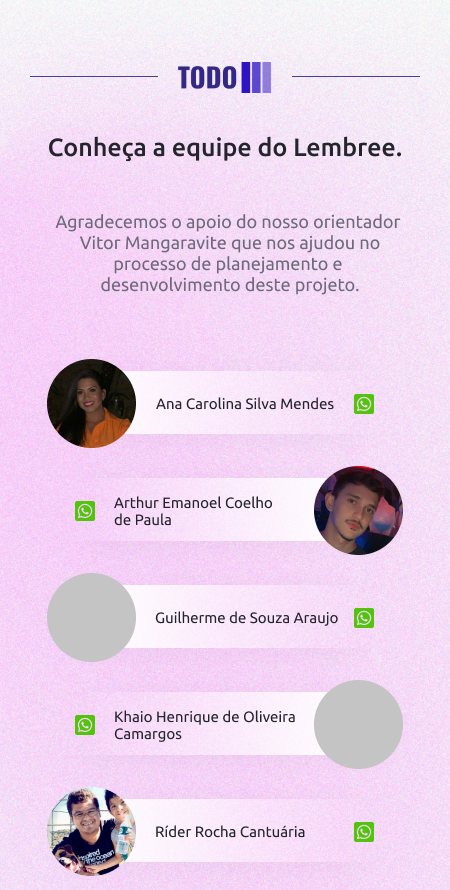 TODO
Conheça a equipe do Lembree.
Agradecemos o apoio do nosso orientador
Vitor Mangaravite que nos ajudou no
processo de planejamento e
desenvolvimento deste projeto.
Ana Carolina Silva Mendes
Arthur Emanoel Coelho
de Paula
Guilherme de Souza Araujo
Khaio Henrique de Oliveira
Camargos
Ríder Rocha Cantuária